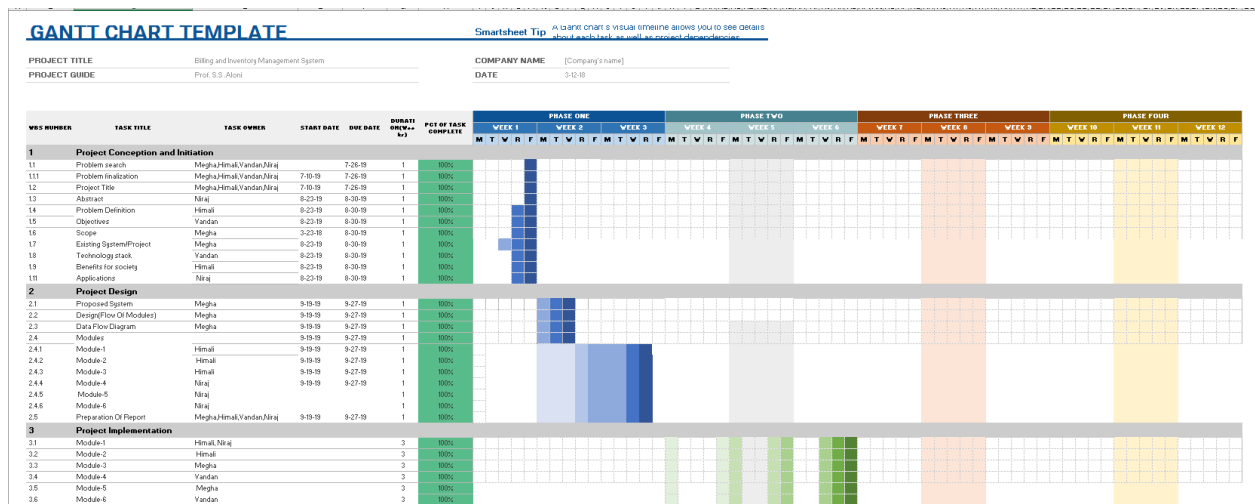 GANTT CHART TEMPLATE
Smartsheet Tip
A Gantt chart's visual timeline allows you to see details
about each task as well as project dependencies
PROJECT TITLE Billing and Inventory Management System COMPANY NAME [Company's name]
PROJECT GUIDE Prof. S.S. Aloni DATE 3-12-18
PHASE ONE PHASE TWO PHASE THREE PHASE FOUR
WBS NUMBER TASK TITLE TASK OWNER START DATE DUE DATE DURATI ON(W++ kr) PCT OF TASK COMPLETE WEEK 1 WEEK 2 WEEK 3 WEEK 4 WEEK 5 WEEK 6 WEEK 7 WEEK 8 WEEK 9 WEEK 10 WEEK 11 WEEK 12
M T W R F M T W R F M T W R F M T W R F M T W R F M T W R F M T W R F M T W R F M T W R F M T W R F M T W R F M T W R F
1 Project Conception and Initiation
1.1 Problem search Megha,Himali,Vandan,Niraj 7-26-19 1 100%
1.1.1 Problem finalization Megha,Himali,Vandan,Niraj 7-10-19 7-26-19 1 100%
1.2 Project Title Megha,Himali,Vandan,Niraj 7-10-19 7-26-19 1 100%
1.3 Abstract Niraj 8-23-19 8-30-19 1 100%
1.4 Problem Definition Himali 8-23-19 8-30-19 1 100%
1.5 Objectives Vandan 8-23-19 8-30-19 1 100%
1.6 Scope Megha 3-23-18 8-30-19 1 100%
1.7 Existing System/Project Megha 8-23-19 8-30-19 1 100%
1.8 Technology stack Vandan 8-23-19 8-30-19 1 100%
1.9 Benefits for society Himali 8-23-19 8-30-19 1 100%
1.11 Applications Niraj 8-23-19 8-30-19 1 100%
2 Project Design
2.1 Proposed System Megha 9-19-19 9-27-19 1 100%
2.2 Design(Flow Of Modules) Megha 9-19-19 9-27-19 1 100%
2.3 Data Flow Diagram Megha 9-19-19 9-27-19 1 100%
2.4 Modules 9-19-19 9-27-19 1 100%
2.4.1 Module-1 Himali 9-19-19 9-27-19 1 100%
2.4.2 Module-2 Himali 9-19-19 9-27-19 1 100%
2.4.3 Module-3 Himali 9-19-19 9-27-19 1 100%
2.4.4 Module-4 Niraj 9-19-19 9-27-19 1 100%
2.4.5 Module-5 Niraj 1 100%
2.4.6 Module-6 Niraj 1 100%
2.5 Preparation Of Report Megha,Himali,Vandan,Niraj 9-19-19 9-27-19 1 100%
3 Project Implementation
3.1 Module-1 Himali, Niraj 3 100%
3.2 Module-2 Himali 3 100%
3.3 Module-3 Megha 3 100%
3.4 Module-4 Vandan 3 100%
3.5 Module-5 Megha 3 100%
3.6 Module-6 Vandan 3 100%